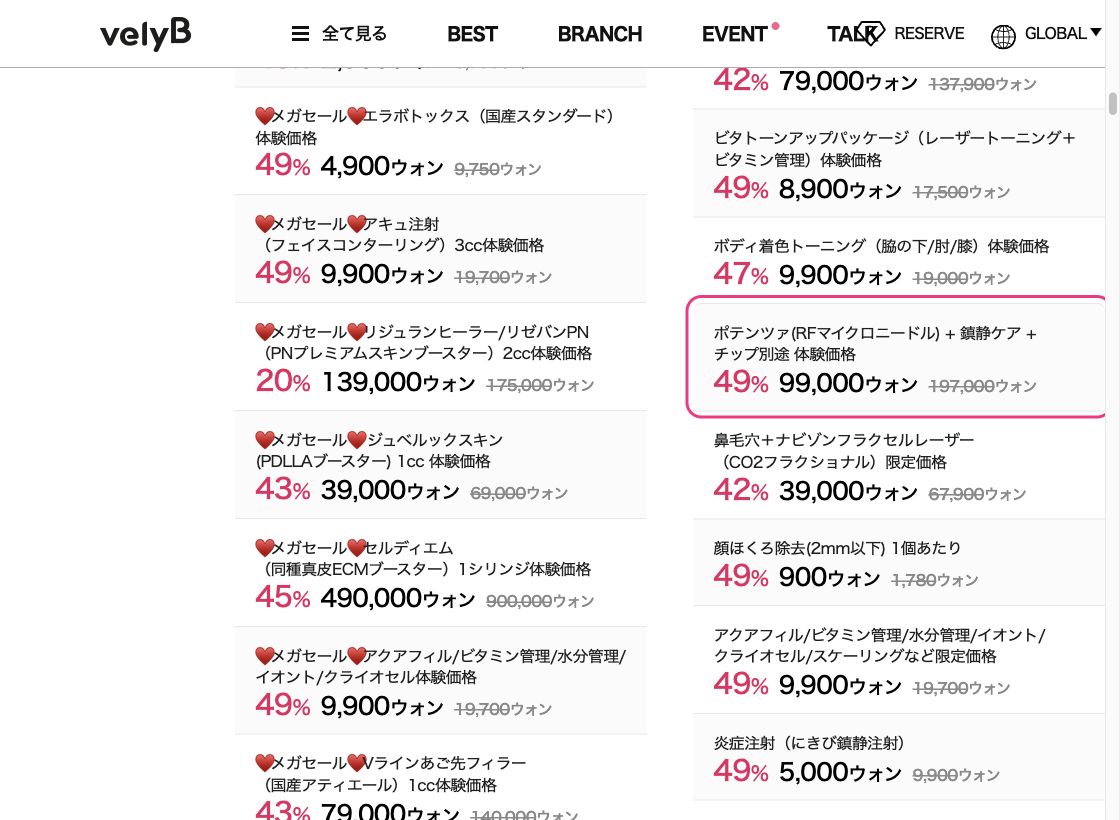 velyB
全て見る
BEST
BRANCH
EVENT
TALK
RESERVE
GLOBAL
❤メガセール❤エラボトックス（国産スタンダード）
体験価格
49% 4,900ウォン 9,750ウォン
❤メガセール❤アキュ注射
（フェイスコンターリング）3cc体験価格
49% 9,900ウォン 19,700ウォン
❤メガセール❤リジュランヒーラー/リゼバンPN
（PNプレミアムスキンブースター）2cc体験価格
20% 139,000ウォン 175,000ウォン
❤メガセール❤ジュベルックスキン
(PDLLAブースター) 1cc 体験価格
43% 39,000ウォン 69,000ウォン
❤メガセール❤セルディエム
（同種真皮ECMブースター）1シリンジ体験価格
45% 490,000ウォン 900,000ウォン
❤メガセール❤アクアフィル/ビタミン管理/水分管理/
イオント/クライオセル体験価格
49% 9,900ウォン 19,700ウォン
❤メガセール❤Vラインあご先フィラー
（国産アティエール）1cc体験価格
43% 79,000ウォン 140,000ウォン
42% 79,000ウォン 137,900ウォン
ビタトーンアップパッケージ（レーザートーニング＋
ビタミン管理）体験価格
49% 8,900ウォン 17,500ウォン
ボディ着色トーニング（脇の下/肘/膝）体験価格
47% 9,900ウォン 19,000ウォン
ポテンツァ(RFマイクロニードル) + 鎮静ケア +
チップ別途 体験価格
49% 99,000ウォン 197,000ウォン
鼻毛穴＋ナビゾンフラクセルレーザー
（CO2フラクショナル）限定価格
42% 39,000ウォン 67,900ウォン
顔ほくろ除去(2mm以下) 1個あたり
49% 900ウォン 1,780ウォン
アクアフィル/ビタミン管理/水分管理/イオント/
クライオセル/スケーリングなど限定価格
49% 9,900ウォン 19,700ウォン
炎症注射（にきび鎮静注射）
49% 5,000ウォン 9,900ウォン